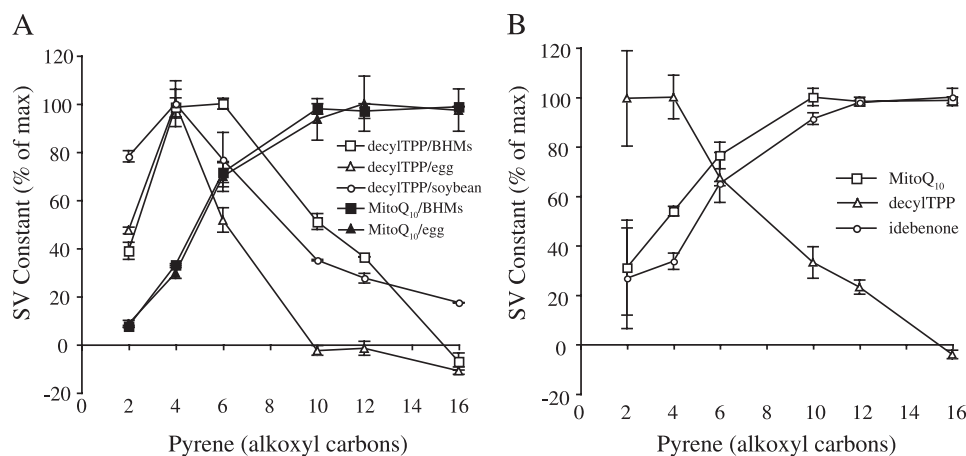 A
SV Constant (% of max)
120
100
80
60
40
20
0
-20
0 2 4 6 8 10 12 14 16
Pyrene (alkoxyl carbons)
decylTPP/BHMs
decylTPP/egg
decylTPP/soybean
MitoQ10/BHMs
MitoQ10/egg
B
SV Constant (% of max)
120
100
80
60
40
20
0
-20
0 2 4 6 8 10 12 14 16
Pyrene (alkoxyl carbons)
MitoQ10
decylTPP
idebenone